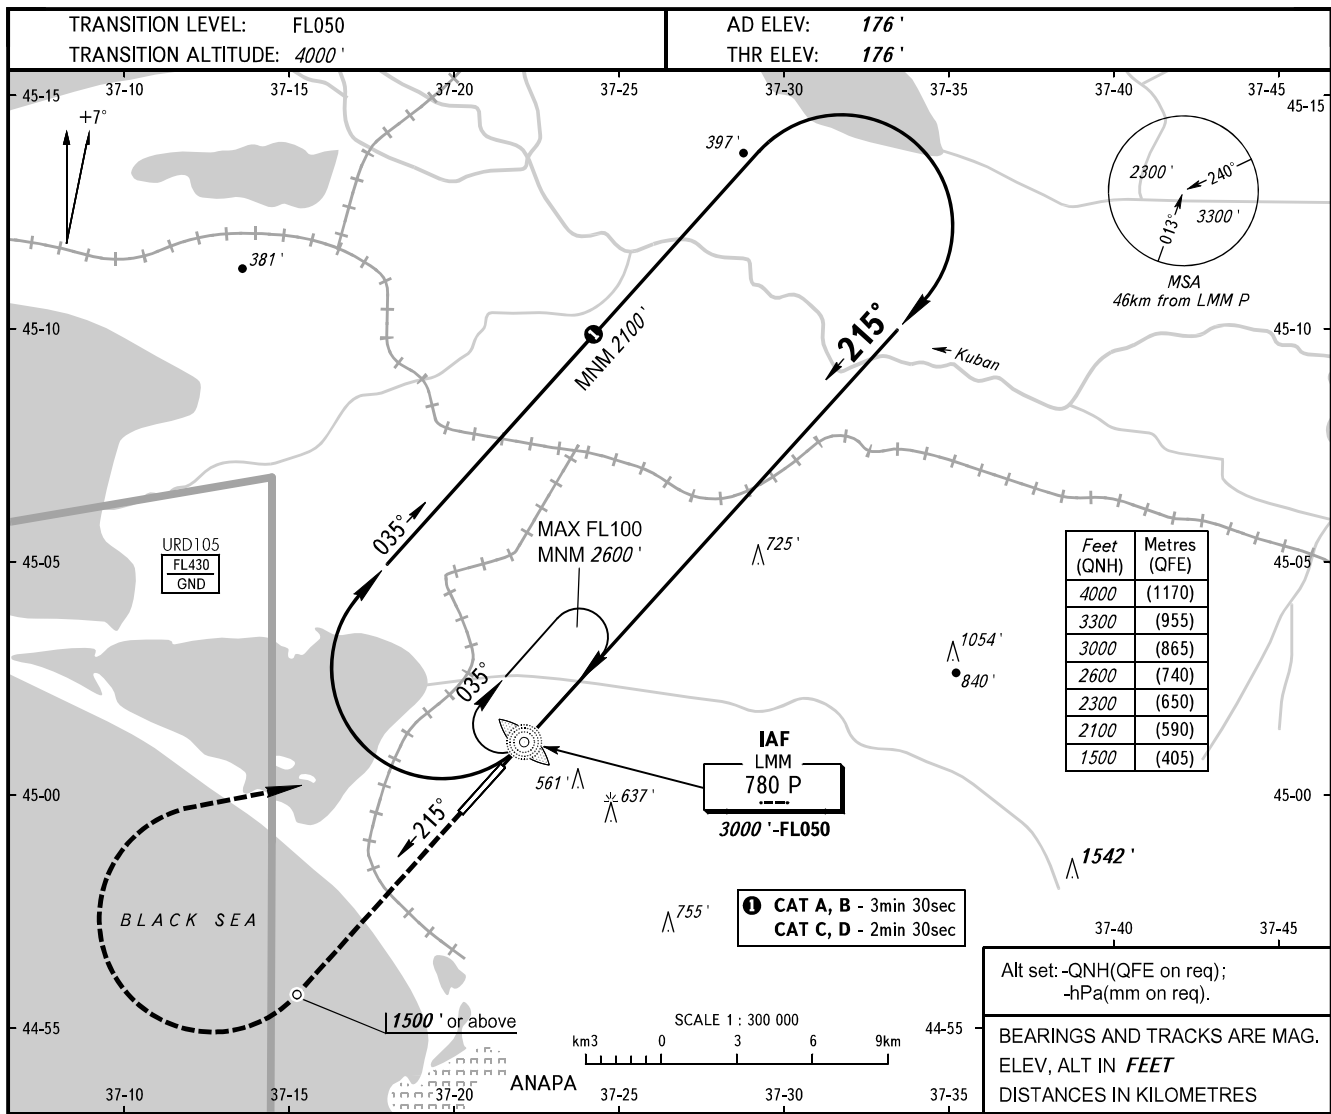 TRANSITION LEVEL: FL050
TRANSITION ALTITUDE: 4000'
AD ELEV: 176'
THR ELEV: 176'
37-10 37-15 37-20 37-25 37-30 37-35 37-40 37-45
45-15 45-15
+7°
397'
2300'
240°
3300'
013°
MSA
46km from LMM P
381'
45-10 45-10
1
MNM 2100'
215°
Kuban
035°
MAX FL100
MNM 2600'
URD105
FL430
GND
725'
45-05 45-05
Feet (QNH) Metres (QFE)
4000 (1170)
3300 (955)
3000 (865)
2600 (740)
2300 (650)
2100 (590)
1500 (405)
1054'
840'
035°
IAF
LMM
780 P
3000'-FL050
561'
637'
45-00 45-00
215°
1542'
BLACK SEA
755'
1 CAT A, B - 3min 30sec
CAT C, D - 2min 30sec
37-40 37-45
1500' or above
44-55 44-55
SCALE 1 : 300 000
km3 0 3 6 9km
ANAPA
37-10 37-15 37-20 37-25 37-30 37-35
Alt set: -QNH(QFE on req);
-hPa(mm on req).
BEARINGS AND TRACKS ARE MAG.
ELEV, ALT IN FEET
DISTANCES IN KILOMETRES